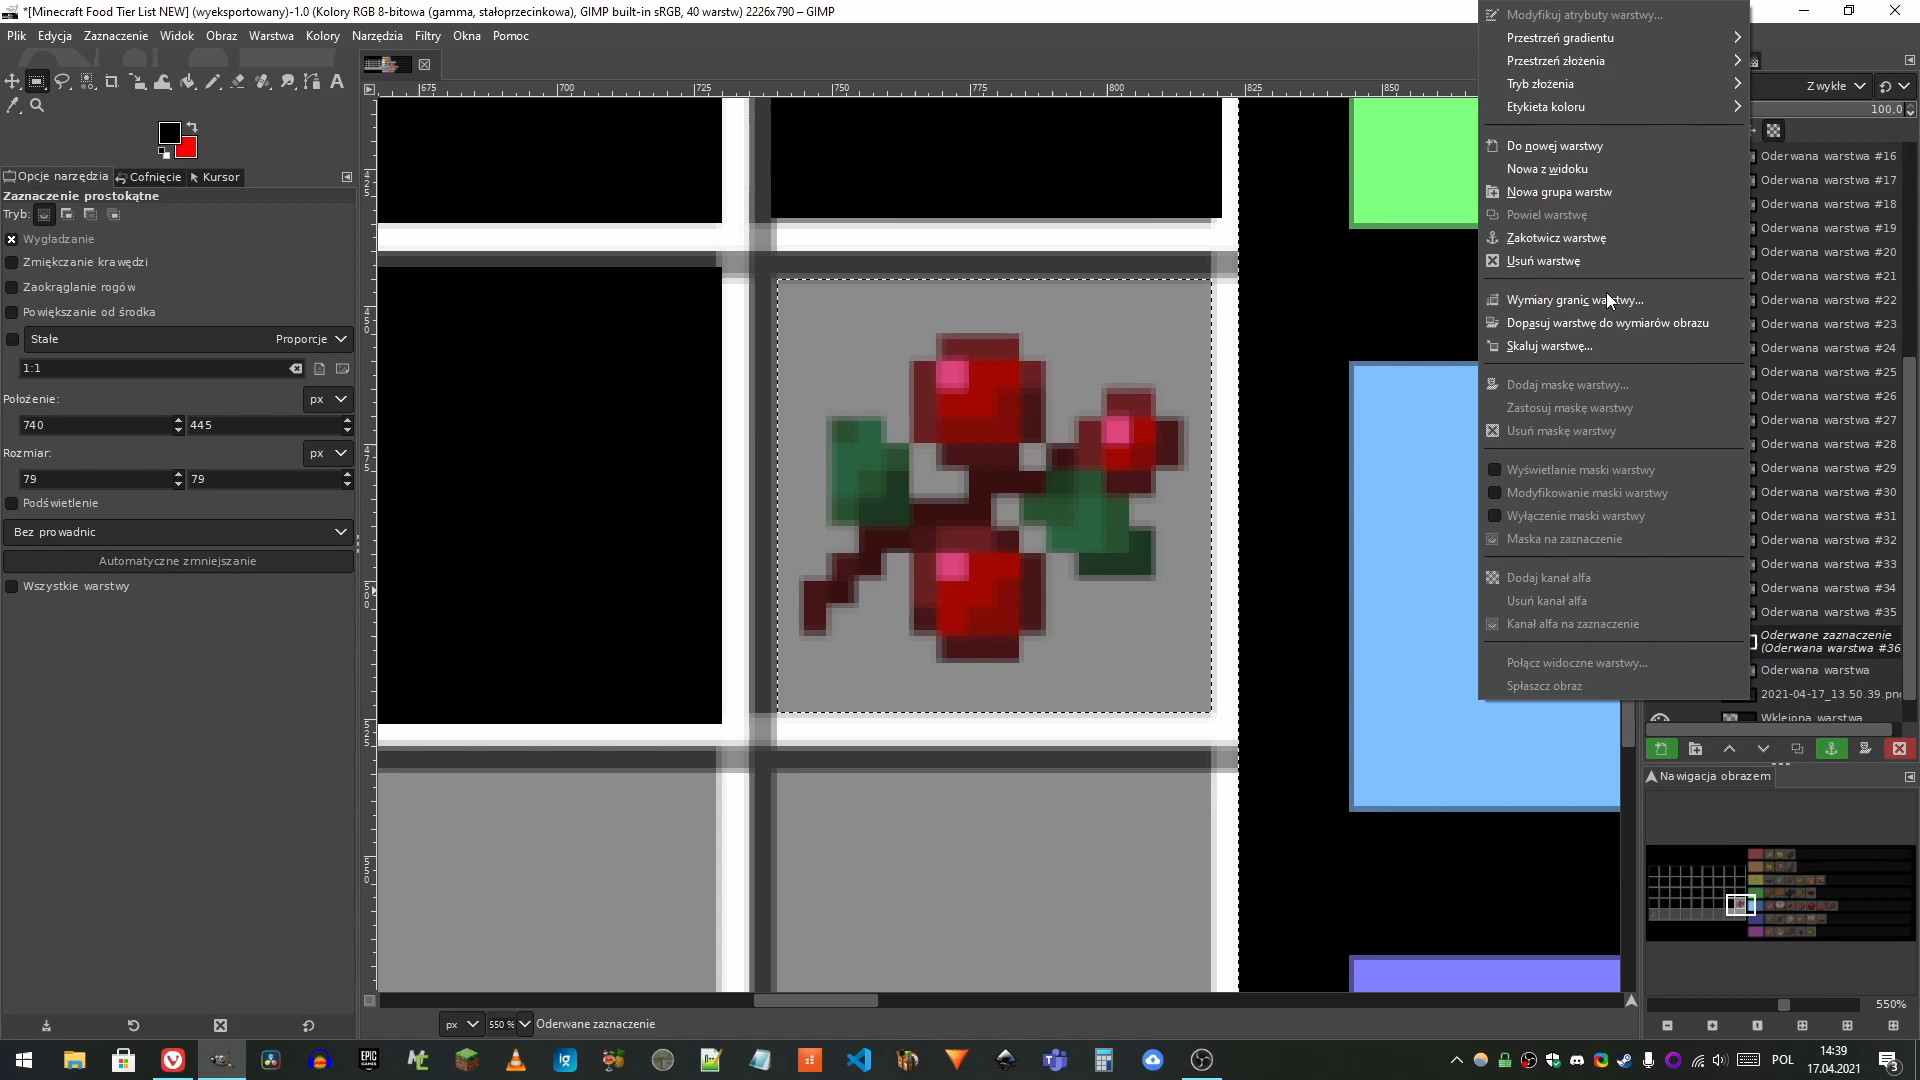 *[Minecraft Food Tier List NEW] (wyeksportowany)-1.0 (Kolory RGB 8-bitowa (gamma, stałoprzecinkowa), GIMP built-in sRGB, 40 warstw) 2226x790 – GIMP
Plik Edycja Zaznaczenie Widok Obraz Warstwa Kolory Narzędzia Filtry Okna Pomoc
Opcje narzędzia Cofnięcie Kursor
Zaznaczenie prostokątne
Tryb:
Wygładzanie
Zmiękczanie krawędzi
Zaokrąglanie rogów
Powiększanie od środka
Stałe Proporcje
1:1
Położenie: px
740 445
Rozmiar: px
79 79
Podświetlenie
Bez prowadnic
Automatyczne zmniejszanie
Wszystkie warstwy
675 700 725 750 775 800 825 850
425
450
475
500
525
550
px 550 % Oderwane zaznaczenie
Modyfikuj atrybuty warstwy...
Przestrzeń gradientu
Przestrzeń złożenia
Tryb złożenia
Etykieta koloru
Do nowej warstwy
Nowa z widoku
Nowa grupa warstw
Powiel warstwę
Zakotwicz warstwę
Usuń warstwę
Wymiary granic warstwy...
Dopasuj warstwę do wymiarów obrazu
Skaluj warstwę...
Dodaj maskę warstwy...
Zastosuj maskę warstwy
Usuń maskę warstwy
Wyświetlanie maski warstwy
Modyfikowanie maski warstwy
Wyłączenie maski warstwy
Maska na zaznaczenie
Dodaj kanał alfa
Usuń kanał alfa
Kanał alfa na zaznaczenie
Połącz widoczne warstwy...
Spłaszcz obraz
Zwykłe
100,0
Oderwana warstwa #16
Oderwana warstwa #17
Oderwana warstwa #18
Oderwana warstwa #19
Oderwana warstwa #20
Oderwana warstwa #21
Oderwana warstwa #22
Oderwana warstwa #23
Oderwana warstwa #24
Oderwana warstwa #25
Oderwana warstwa #26
Oderwana warstwa #27
Oderwana warstwa #28
Oderwana warstwa #29
Oderwana warstwa #30
Oderwana warstwa #31
Oderwana warstwa #32
Oderwana warstwa #33
Oderwana warstwa #34
Oderwana warstwa #35
Oderwane zaznaczenie
(Oderwana warstwa #36
Oderwana warstwa
2021-04-17_13.50.39.pn
Wklejona warstwa
Nawigacja obrazem
550%
EPIC GAMES
POL
14:39
17.04.2021
3